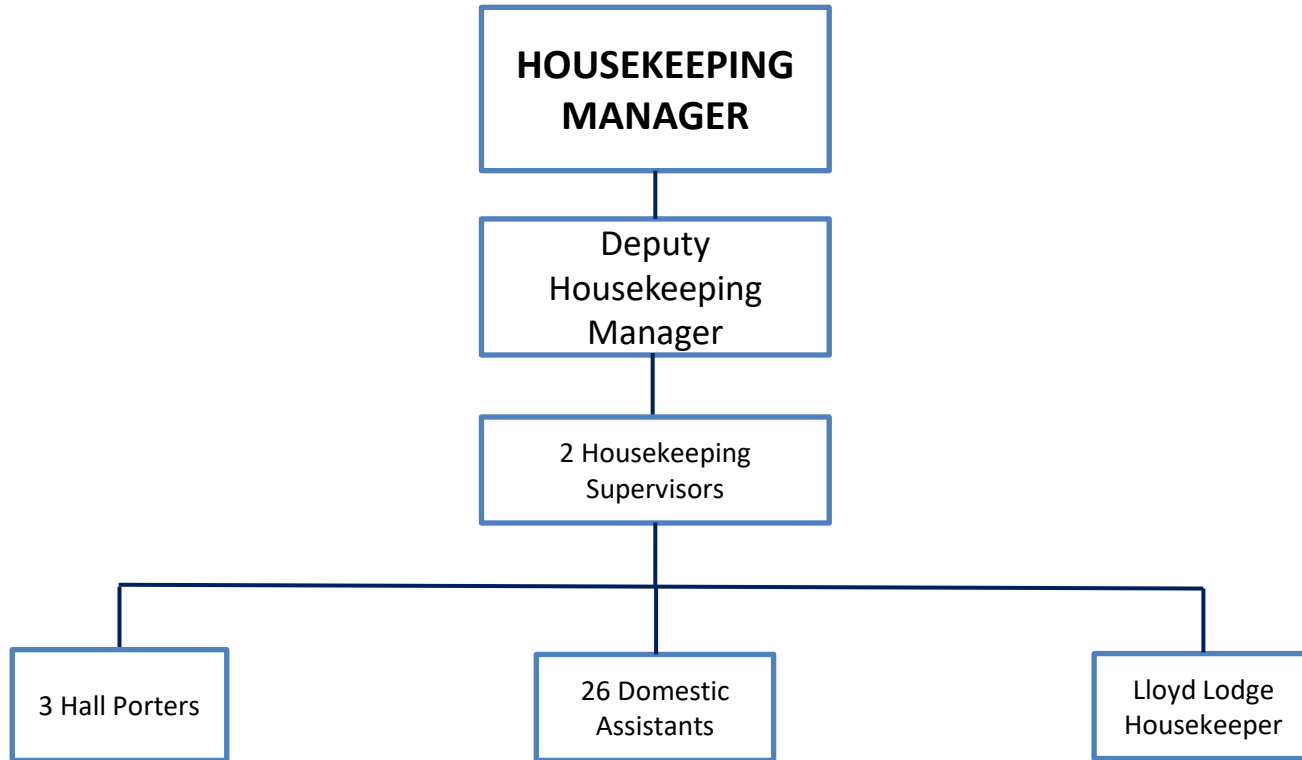 HOUSEKEEPING
MANAGER
Deputy
Housekeeping
Manager
2 Housekeeping
Supervisors
3 Hall Porters
26 Domestic
Assistants
Lloyd Lodge
Housekeeper